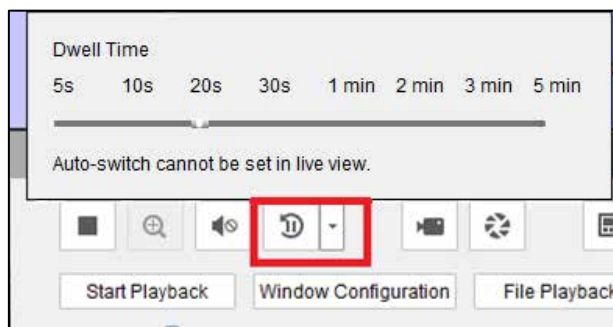 Dwell Time
5s 10s 20s 30s 1 min 2 min 3 min 5 min
Auto-switch cannot be set in live view.
Start Playback Window Configuration File Playback